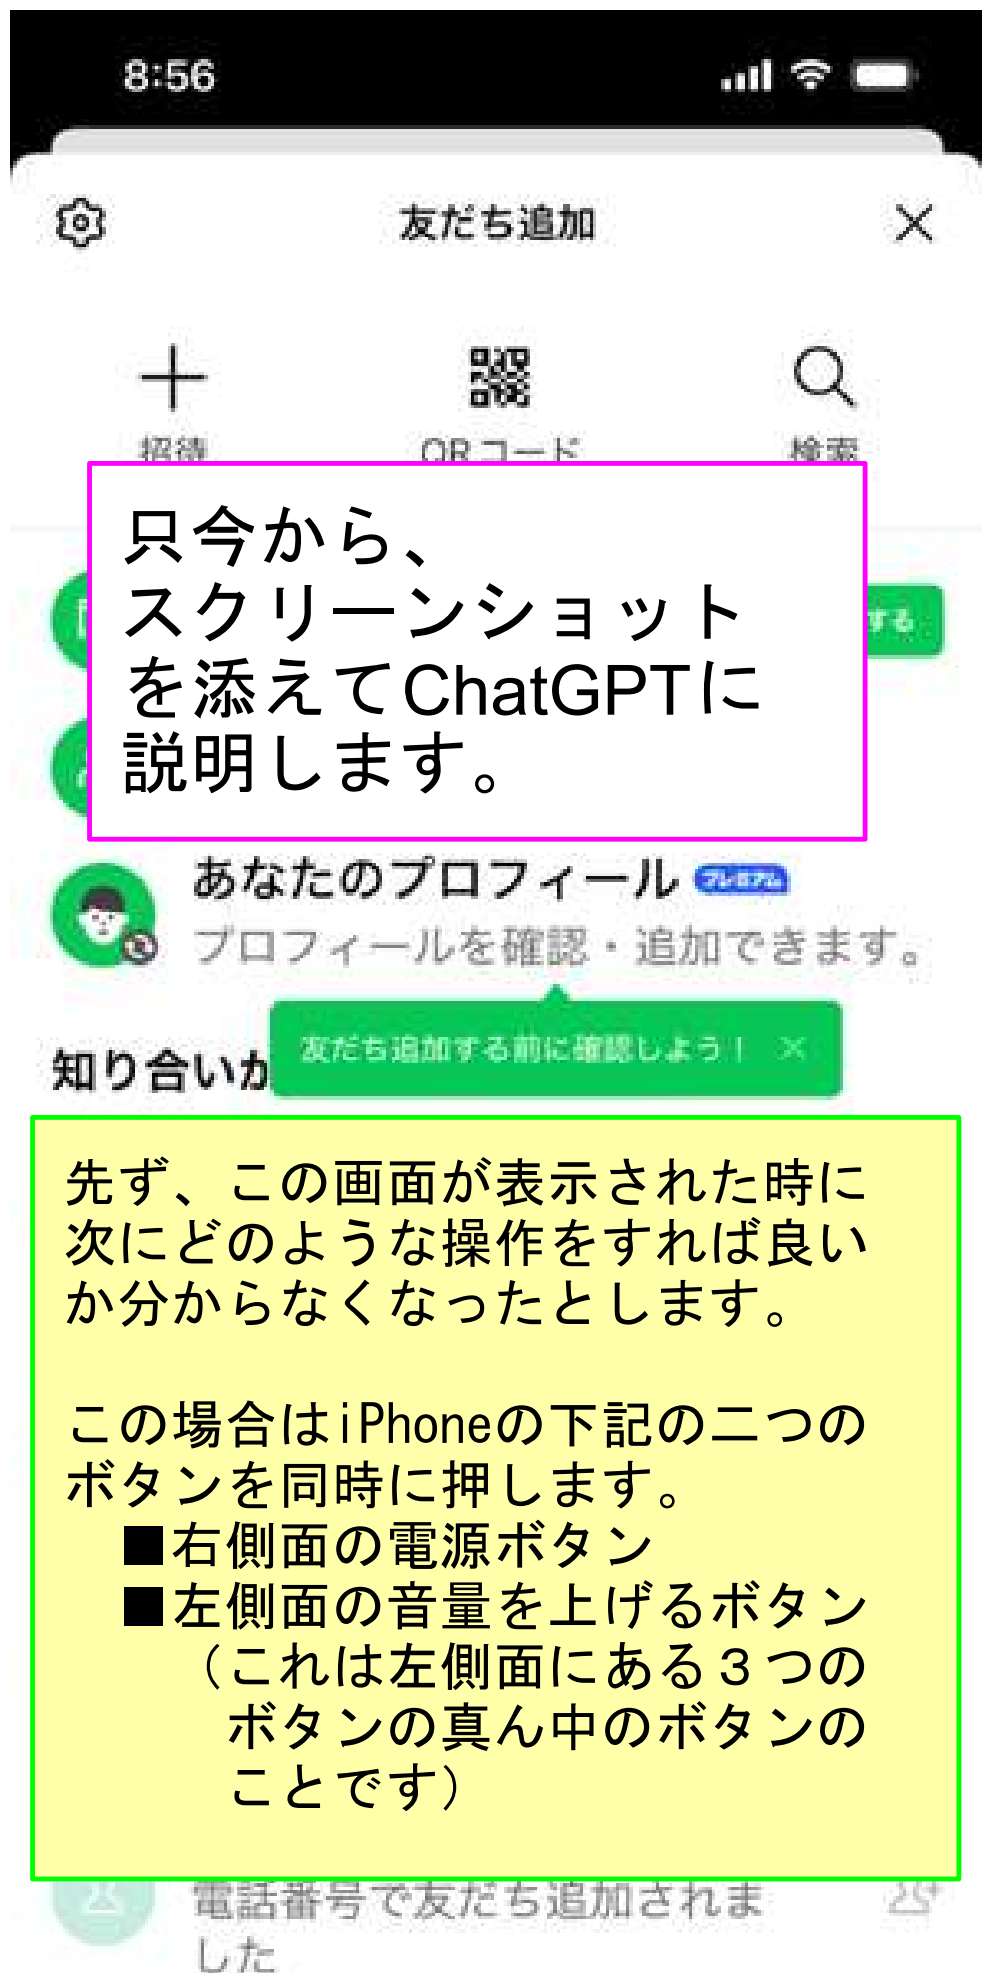 8:56
友だち追加
招待
QRコード
検索
只今から、
スクリーンショット
を添えてChatGPTに
説明します。
する
あなたのプロフィール プレミアム
プロフィールを確認・追加できます。
友だち追加する前に確認しよう！ ×
知り合いか
先ず、この画面が表示された時に
次にどのような操作をすれば良い
か分からなくなったとします。
この場合はiPhoneの下記の二つの
ボタンを同時に押します。
■右側面の電源ボタン
■左側面の音量を上げるボタン
（これは左側面にある３つの
ボタンの真ん中のボタンの
ことです）
電話番号で友だち追加されま
した